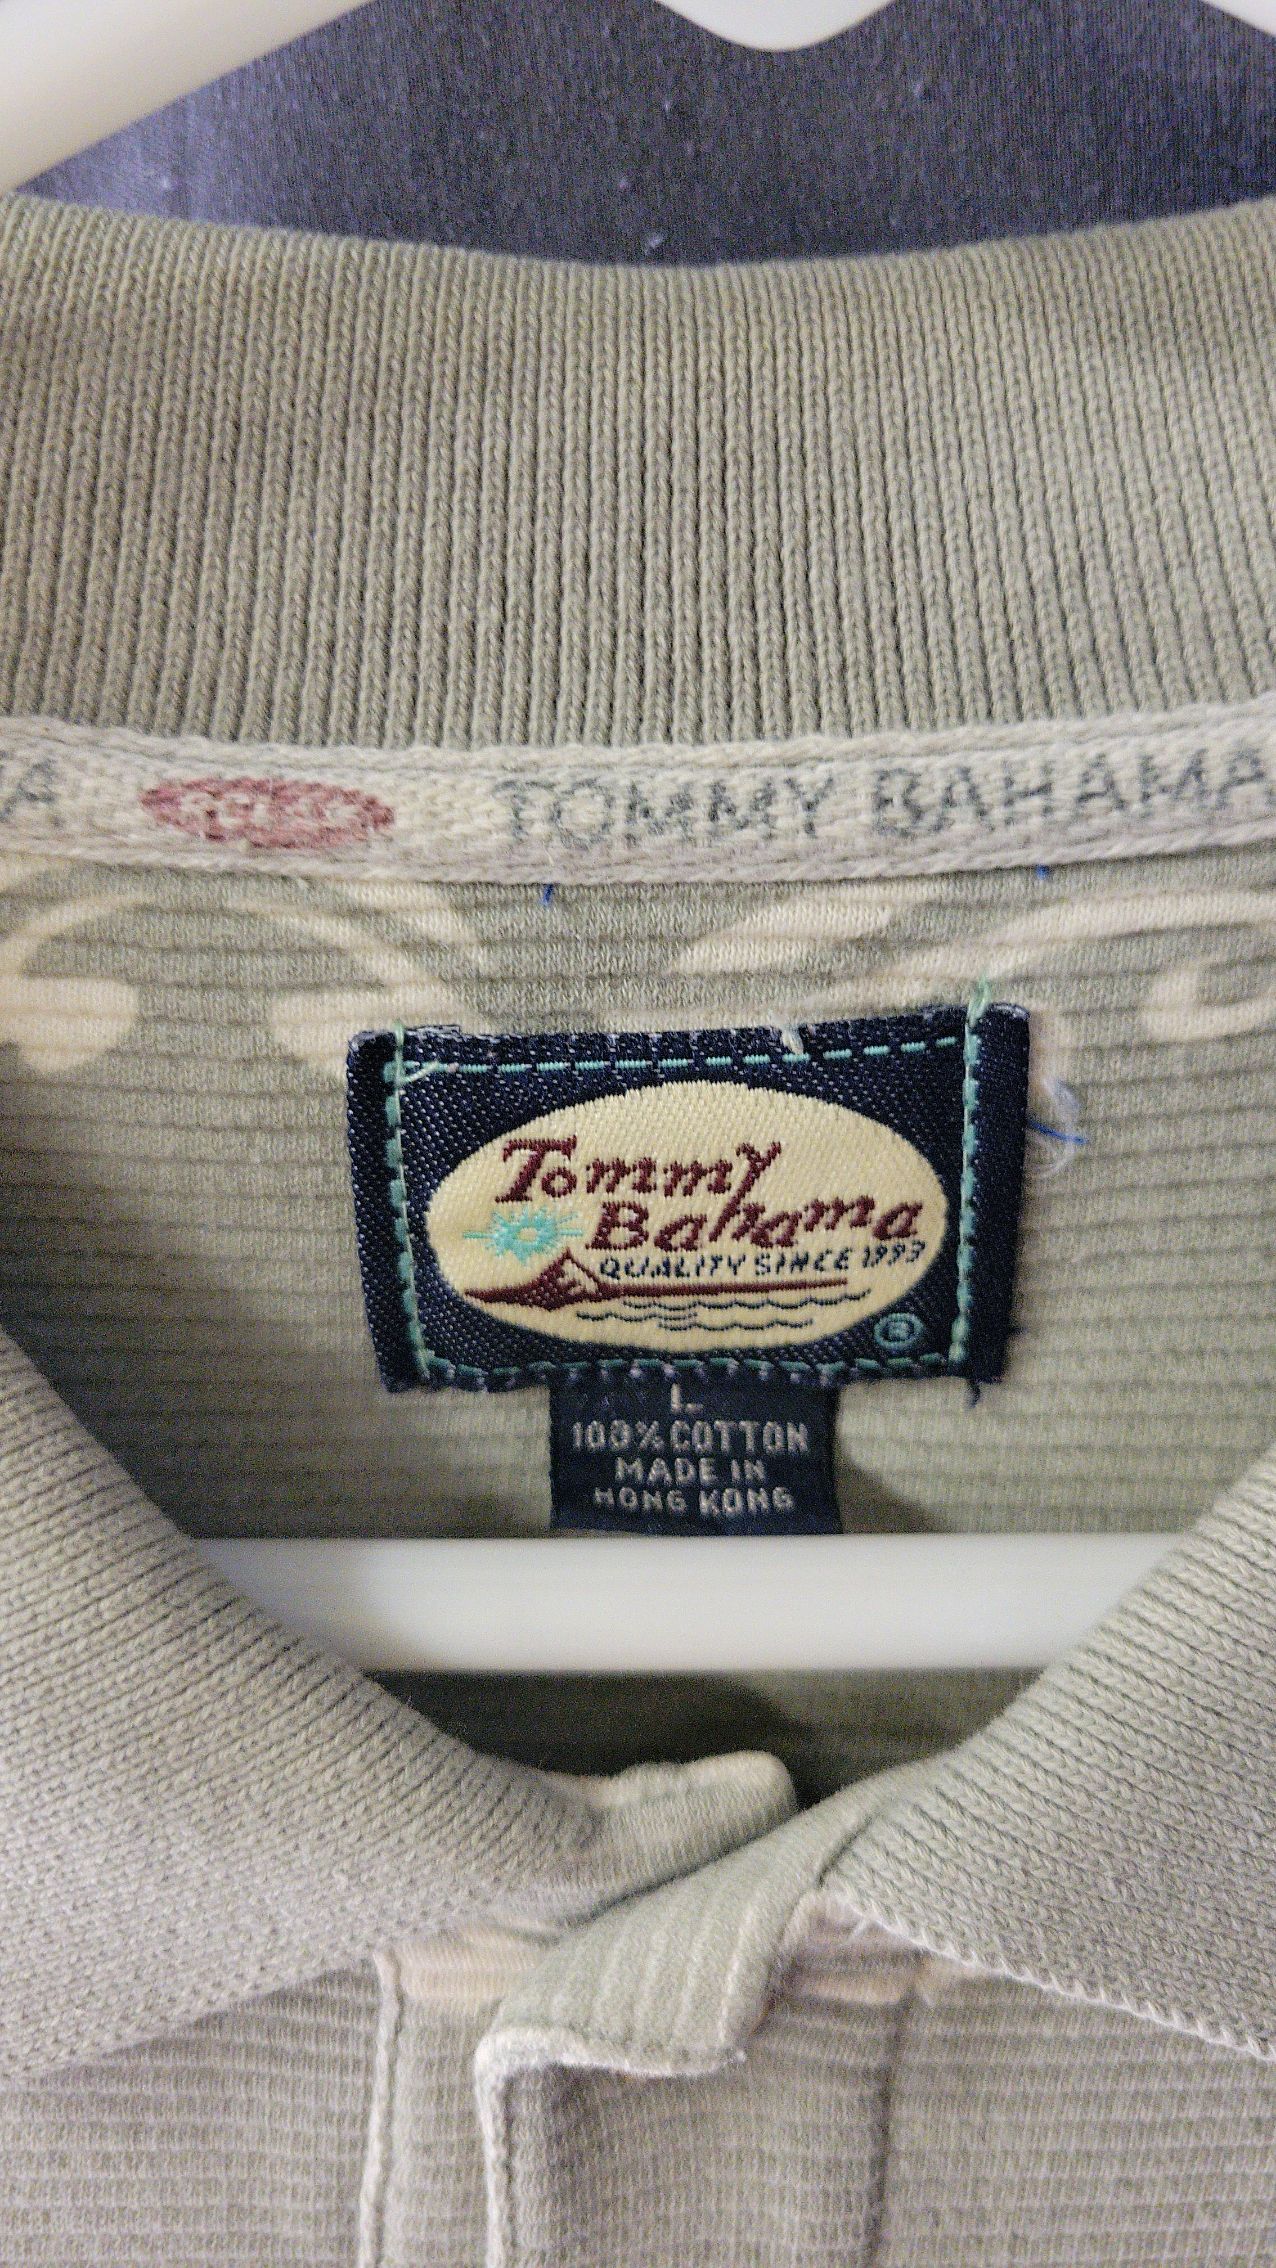 TOMMY BAHAMA
Tommy
Bahama
QUALITY SINCE 1993
®
L
100% COTTON
MADE IN
HONG KONG